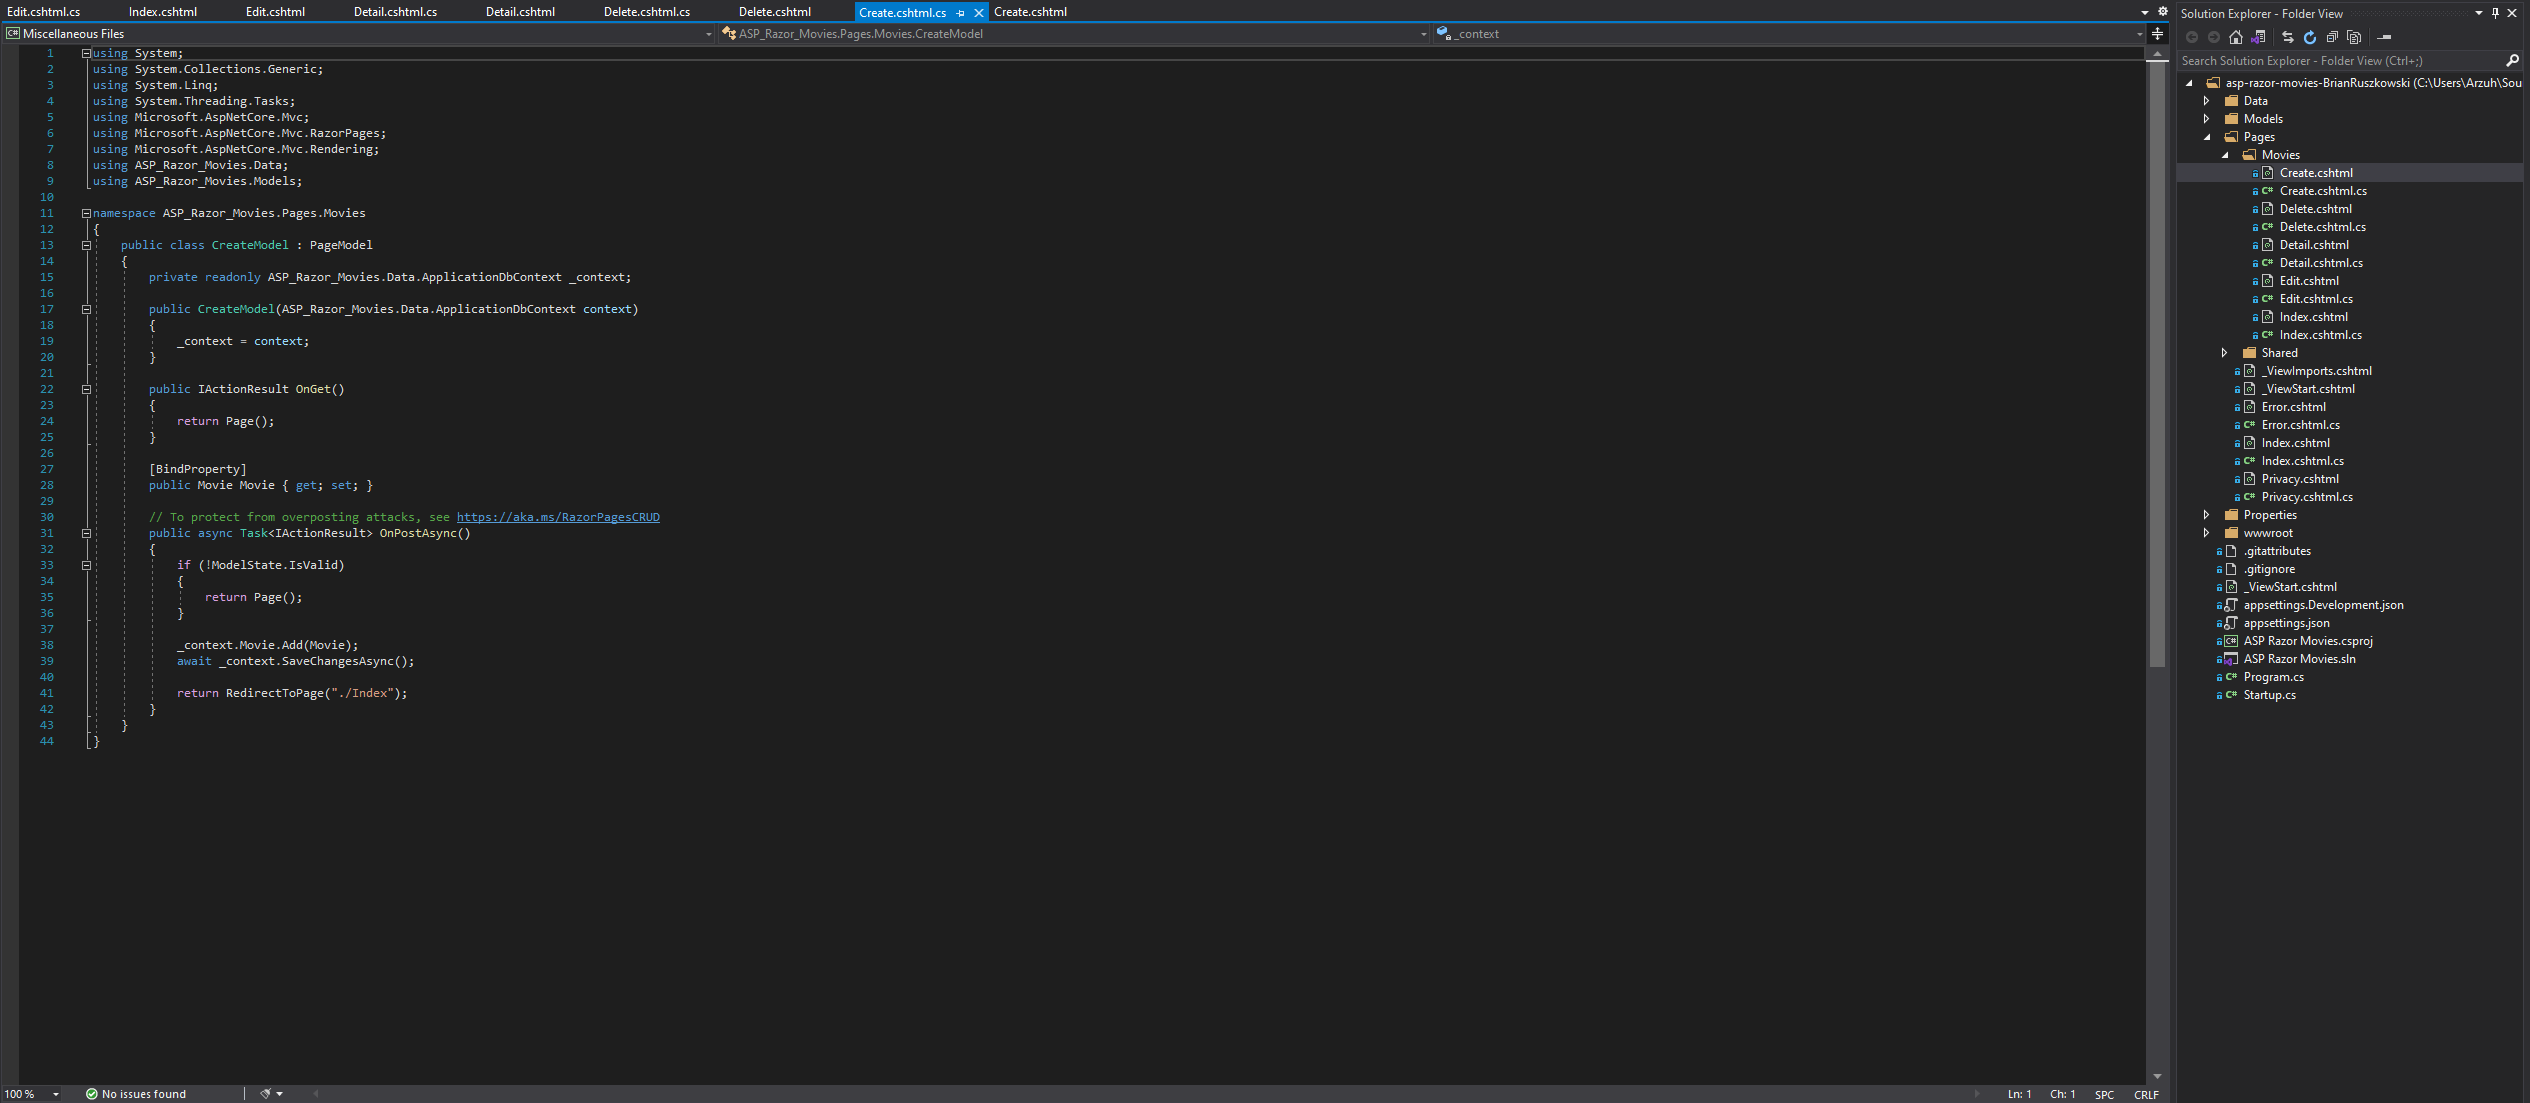 Edit.cshtml.cs Index.cshtml Edit.cshtml Detail.cshtml.cs Detail.cshtml Delete.cshtml.cs Delete.cshtml Create.cshtml.cs Create.cshtml
Miscellaneous Files ASP_Razor_Movies.Pages.Movies.CreateModel _context
1 using System;
2 using System.Collections.Generic;
3 using System.Linq;
4 using System.Threading.Tasks;
5 using Microsoft.AspNetCore.Mvc;
6 using Microsoft.AspNetCore.Mvc.RazorPages;
7 using Microsoft.AspNetCore.Mvc.Rendering;
8 using ASP_Razor_Movies.Data;
9 using ASP_Razor_Movies.Models;
10
11 namespace ASP_Razor_Movies.Pages.Movies
12 {
13 public class CreateModel : PageModel
14 {
15 private readonly ASP_Razor_Movies.Data.ApplicationDbContext _context;
16
17 public CreateModel(ASP_Razor_Movies.Data.ApplicationDbContext context)
18 {
19 _context = context;
20 }
21
22 public IActionResult OnGet()
23 {
24 return Page();
25 }
26
27 [BindProperty]
28 public Movie Movie { get; set; }
29
30 // To protect from overposting attacks, see https://aka.ms/RazorPagesCRUD
31 public async Task<IActionResult> OnPostAsync()
32 {
33 if (!ModelState.IsValid)
34 {
35 return Page();
36 }
37
38 _context.Movie.Add(Movie);
39 await _context.SaveChangesAsync();
40
41 return RedirectToPage("./Index");
42 }
43 }
44 }
100 % No issues found Ln: 1 Ch: 1 SPC CRLF
Solution Explorer - Folder View
Search Solution Explorer - Folder View (Ctrl+;)
asp-razor-movies-BrianRuszkowski (C:\Users\Arzuh\Sou
Data
Models
Pages
Movies
Create.cshtml
C# Create.cshtml.cs
Delete.cshtml
C# Delete.cshtml.cs
Detail.cshtml
C# Detail.cshtml.cs
Edit.cshtml
C# Edit.cshtml.cs
Index.cshtml
C# Index.cshtml.cs
Shared
_ViewImports.cshtml
_ViewStart.cshtml
Error.cshtml
C# Error.cshtml.cs
Index.cshtml
C# Index.cshtml.cs
Privacy.cshtml
C# Privacy.cshtml.cs
Properties
wwwroot
.gitattributes
.gitignore
_ViewStart.cshtml
appsettings.Development.json
appsettings.json
ASP Razor Movies.csproj
ASP Razor Movies.sln
C# Program.cs
C# Startup.cs